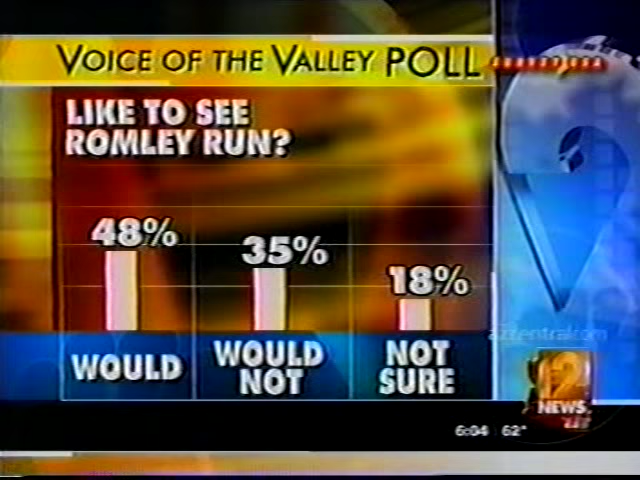 VOICE OF THE VALLEY POLL
LIKE TO SEE
ROMLEY RUN?
48%
35%
18%
WOULD
WOULD NOT
NOT SURE
azcentral.com
12
NEWS
6:04 62°